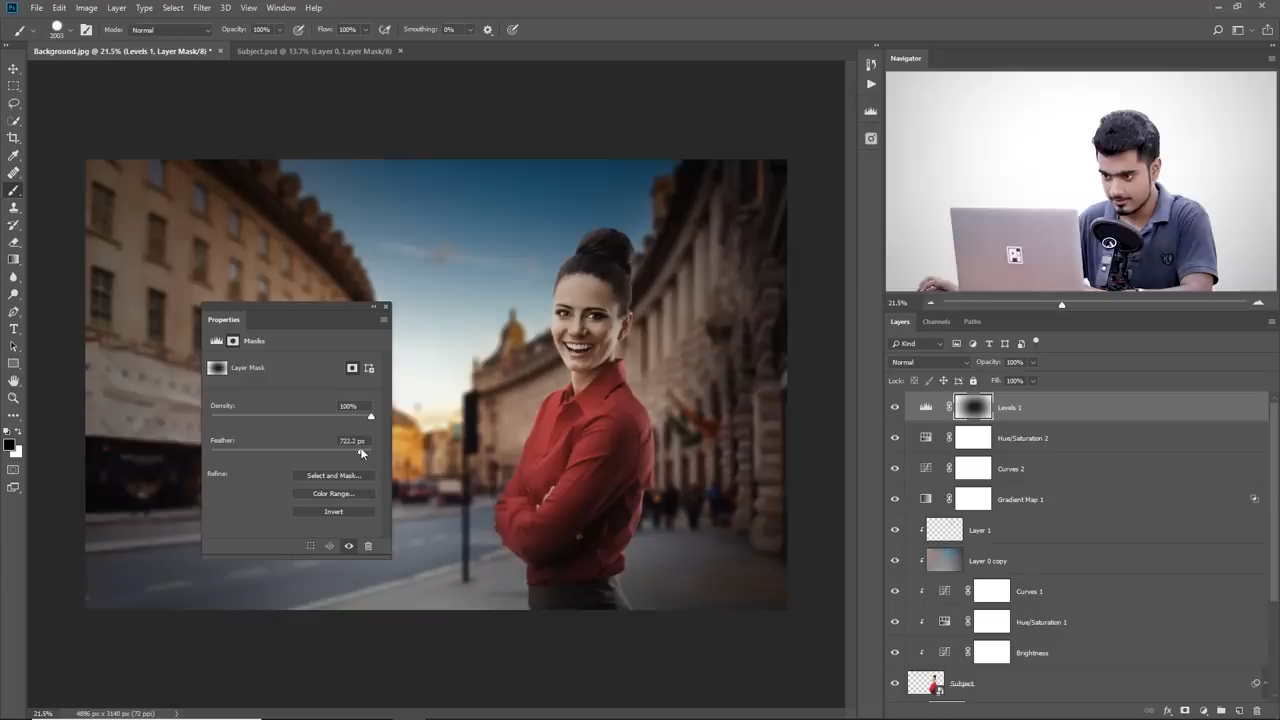 Ps File Edit Image Layer Type Select Filter 3D View Window Help
2003 Mode: Normal Opacity: 100% Flow: 100% Smoothing: 0%
Background.jpg @ 21.5% (Levels 1, Layer Mask/8) * × Subject.psd @ 13.7% (Layer 0, Layer Mask/8) ×
Navigator
21.5%
Layers Channels Paths
Kind
Normal Opacity: 100%
Lock: Fill: 100%
Levels 1
Hue/Saturation 2
Curves 2
Gradient Map 1
Layer 1
Layer 0 copy
Curves 1
Hue/Saturation 1
Brightness
Subject
Properties
Masks
Layer Mask
Density: 100%
Feather: 722.2 px
Refine: Select and Mask...
Color Range...
Invert
21.5% 4896 px x 3140 px (72 ppi)